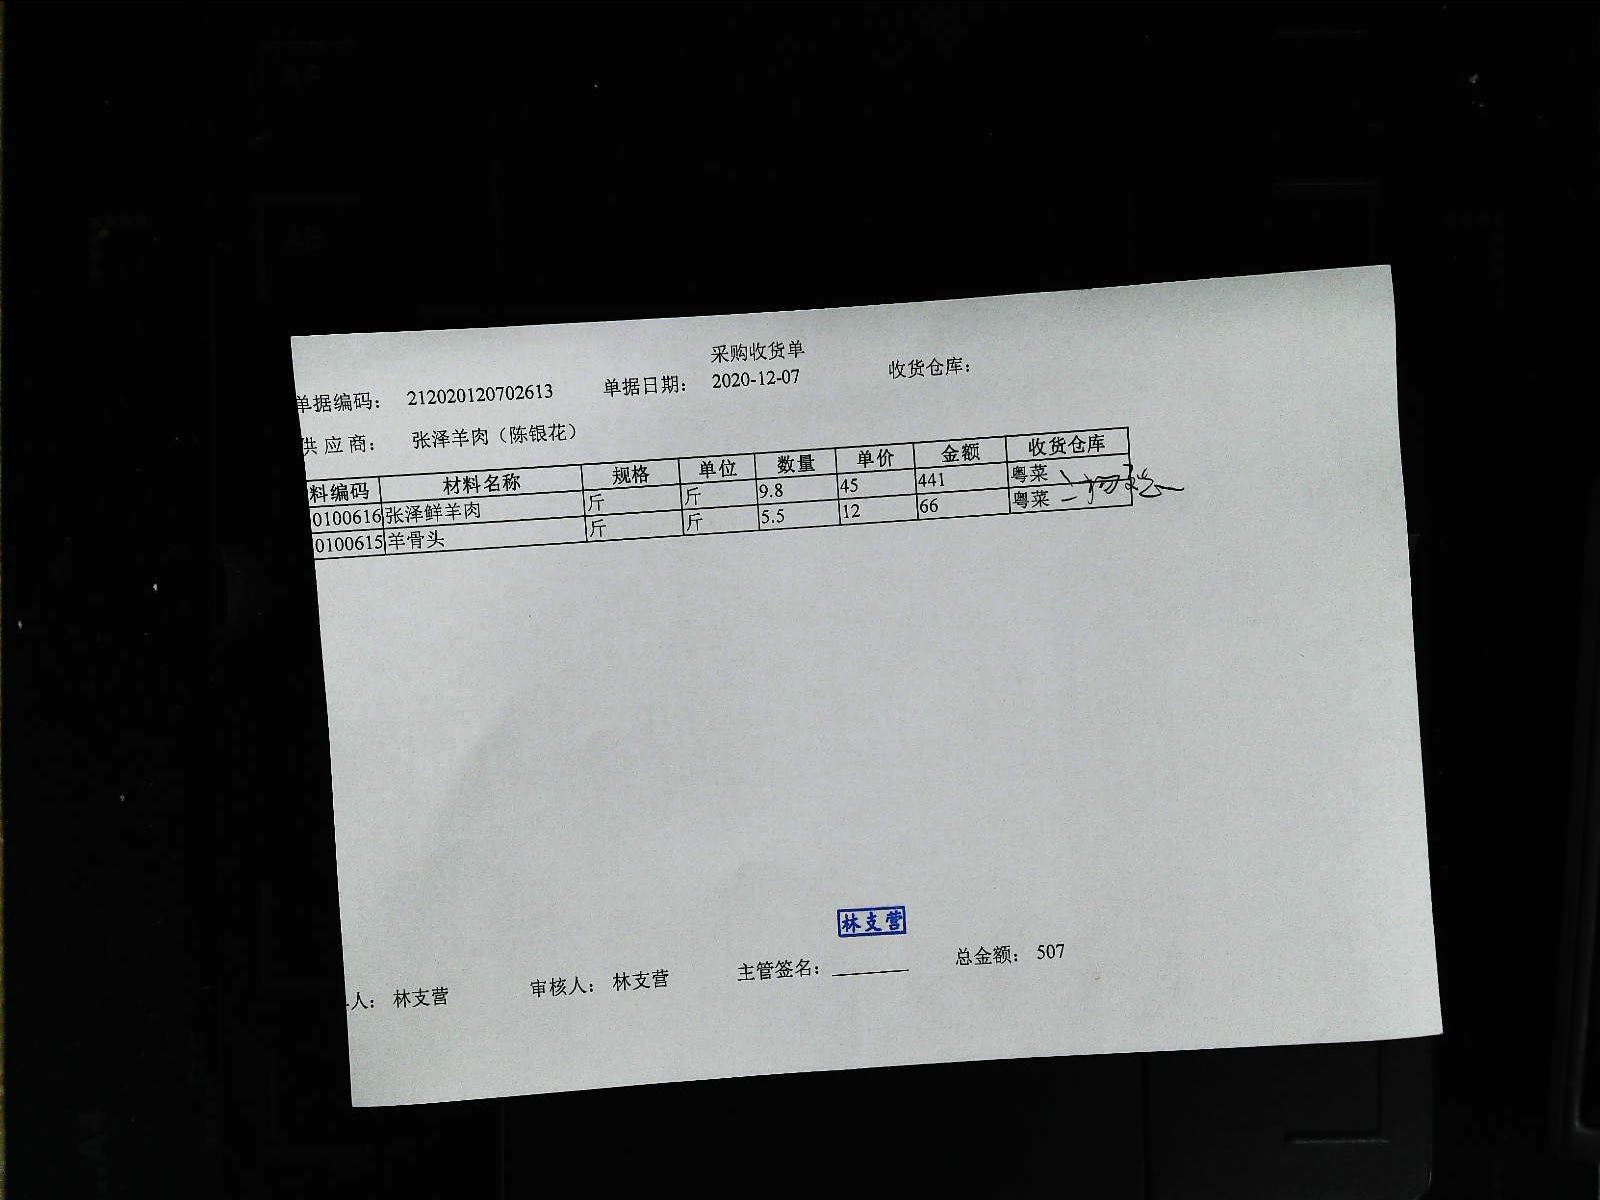 采购收货单
单据编码： 212020120702613 单据日期： 2020-12-07 收货仓库：
供应商： 张泽羊肉（陈银花）
料编码 材料名称 规格 单位 数量 单价 金额 收货仓库
0100616 张泽鲜羊肉 斤 斤 9.8 45 441 粤菜
0100615 羊骨头 斤 斤 5.5 12 66 粤菜
林支营
人： 林支营 审核人： 林支营 主管签名： 总金额： 507